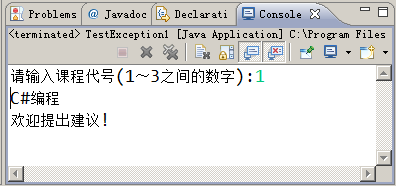 Problems @ Javadoc Declarati Console
<terminated> TestException1 [Java Application] C:\Program Files
请输入课程代号(1～3之间的数字):1
C#编程
欢迎提出建议!